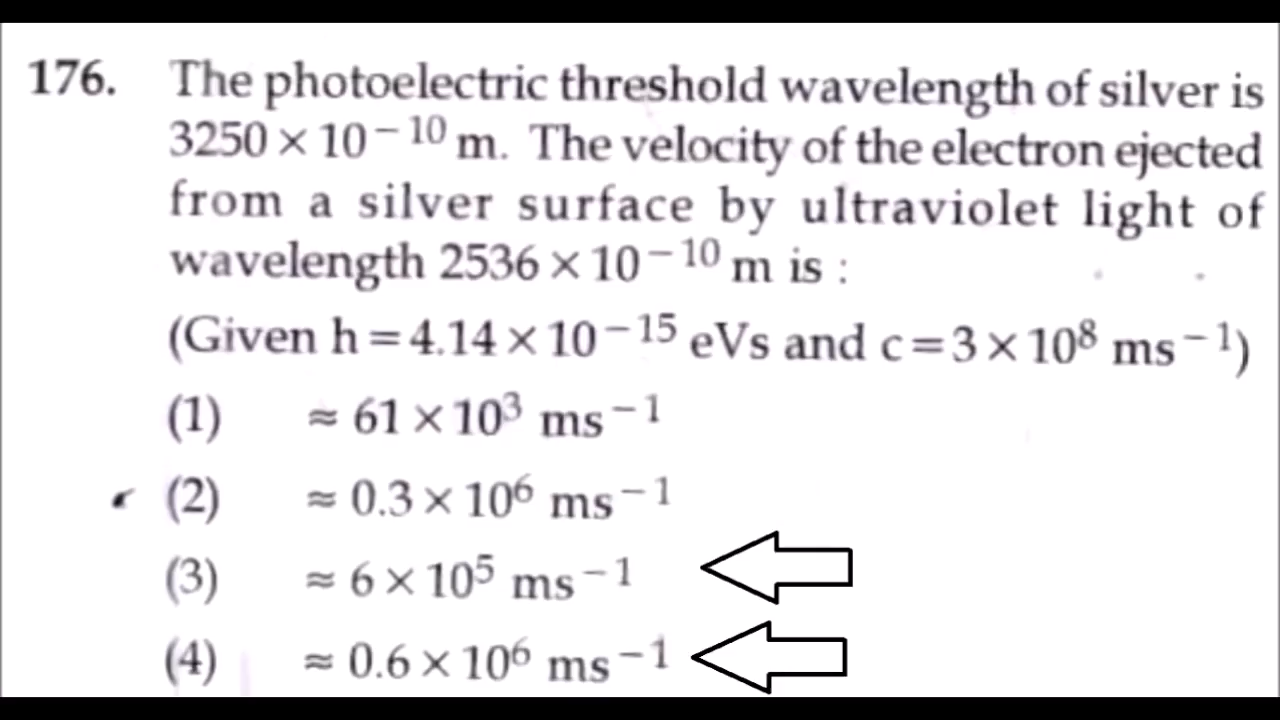 176. The photoelectric threshold wavelength of silver is
3250 × 10⁻¹⁰ m. The velocity of the electron ejected
from a silver surface by ultraviolet light of
wavelength 2536 × 10⁻¹⁰ m is :
(Given h = 4.14 × 10⁻¹⁵ eVs and c = 3 × 10⁸ ms⁻¹)
(1) ≈ 61 × 10³ ms⁻¹
(2) ≈ 0.3 × 10⁶ ms⁻¹
(3) ≈ 6 × 10⁵ ms⁻¹
(4) ≈ 0.6 × 10⁶ ms⁻¹